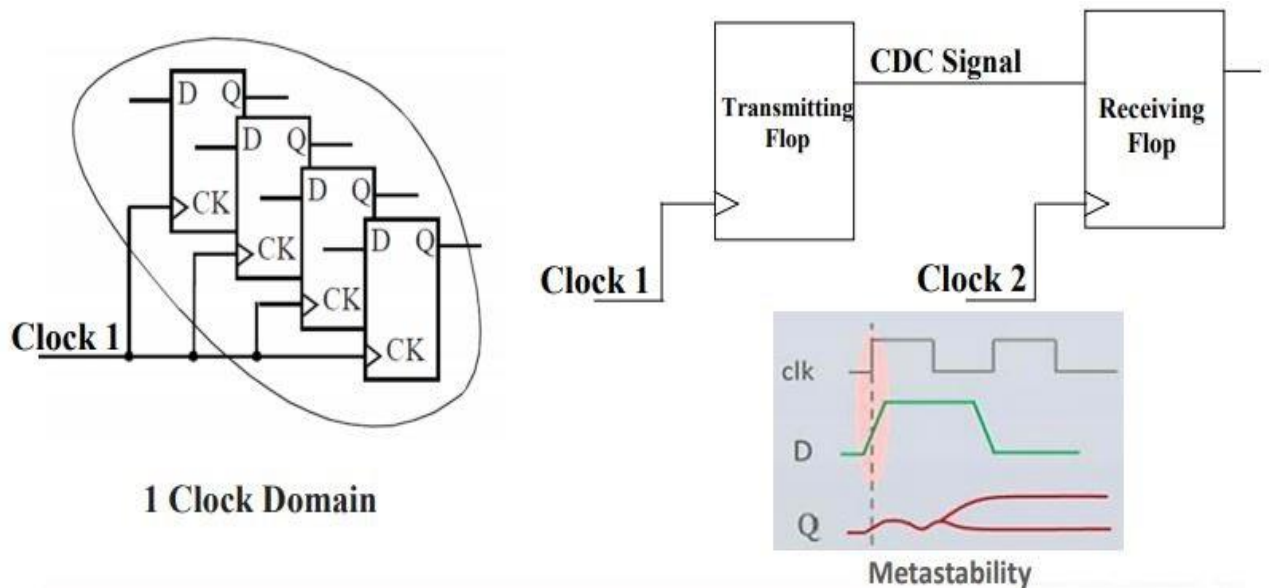 D Q
CK
D Q
CK
D Q
CK
D Q
CK
Clock 1
1 Clock Domain
CDC Signal
Transmitting
Flop
Receiving
Flop
Clock 1
Clock 2
clk
D
Q
Metastability